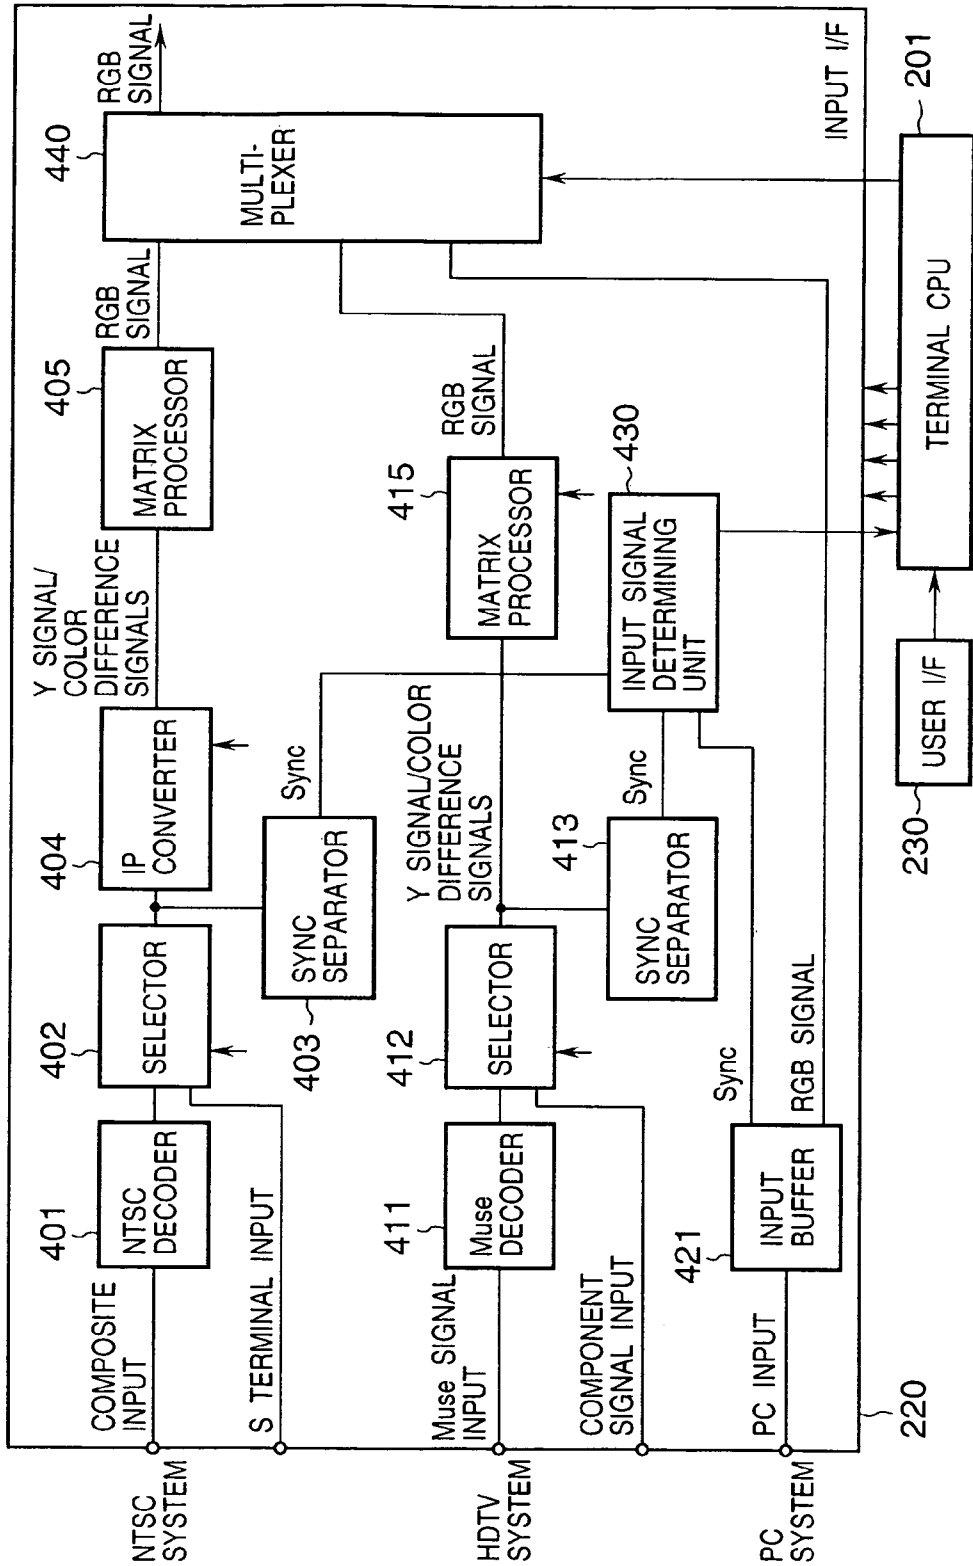 NTSC
SYSTEM
COMPOSITE
INPUT
401
NTSC
DECODER
402
SELECTOR
404
IP
CONVERTER
Y SIGNAL/
COLOR
DIFFERENCE
SIGNALS
405
MATRIX
PROCESSOR
RGB
SIGNAL
440
MULTI-
PLEXER
RGB
SIGNAL
S TERMINAL INPUT
403
SYNC
SEPARATOR
Sync
HDTV
SYSTEM
Muse SIGNAL
INPUT
411
Muse
DECODER
412
SELECTOR
Y SIGNAL/COLOR
DIFFERENCE
SIGNALS
415
MATRIX
PROCESSOR
RGB
SIGNAL
COMPONENT
SIGNAL INPUT
413
SYNC
SEPARATOR
Sync
430
INPUT SIGNAL
DETERMINING
UNIT
PC
SYSTEM
PC INPUT
421
INPUT
BUFFER
Sync
RGB SIGNAL
INPUT I/F
220
230
USER I/F
TERMINAL CPU
201